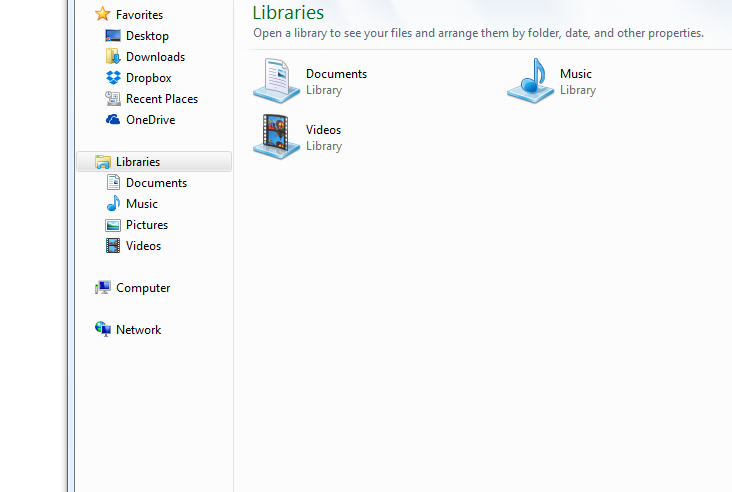 Favorites
Desktop
Downloads
Dropbox
Recent Places
OneDrive
Libraries
Documents
Music
Pictures
Videos
Computer
Network
Libraries
Open a library to see your files and arrange them by folder, date, and other properties.
Documents
Library
Music
Library
Videos
Library